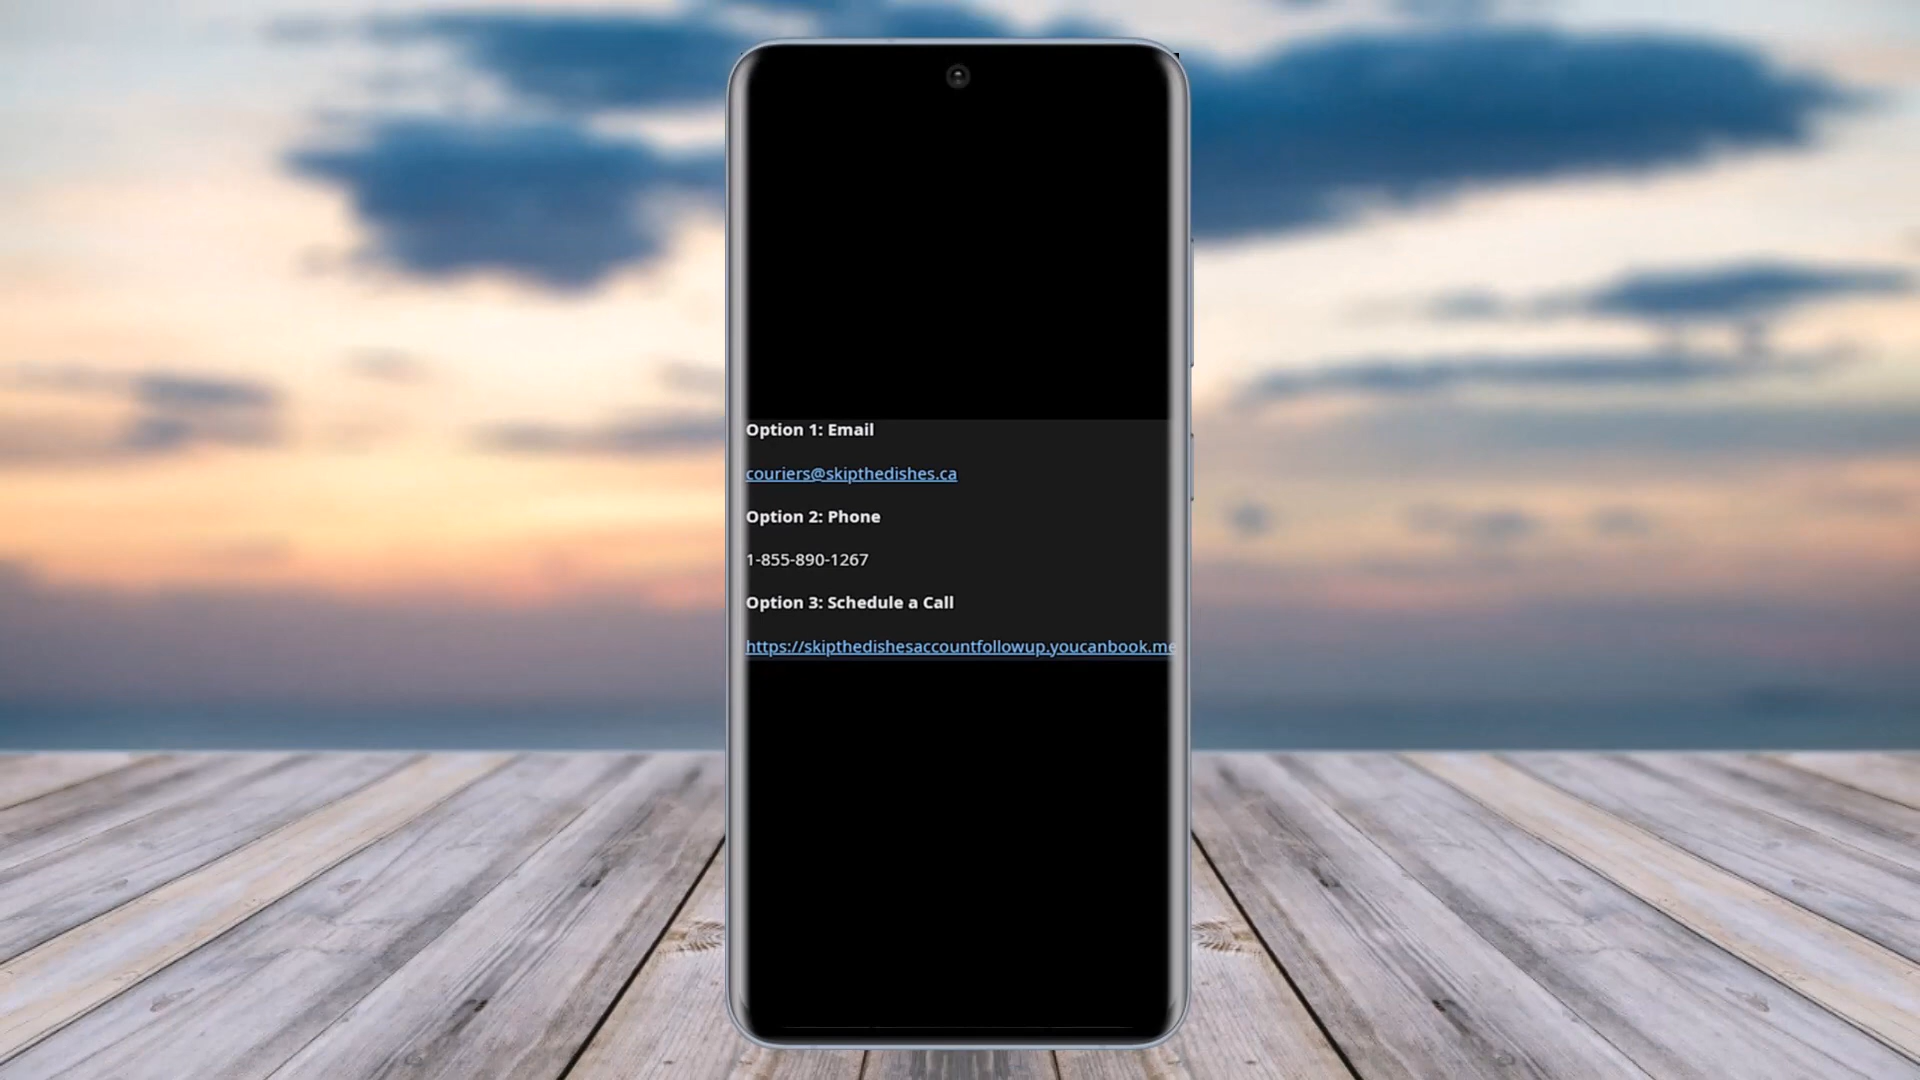 Option 1: Email
couriers@skipthedishes.ca
Option 2: Phone
1-855-890-1267
Option 3: Schedule a Call
https://skipthedishesaccountfollowup.youcanbook.me